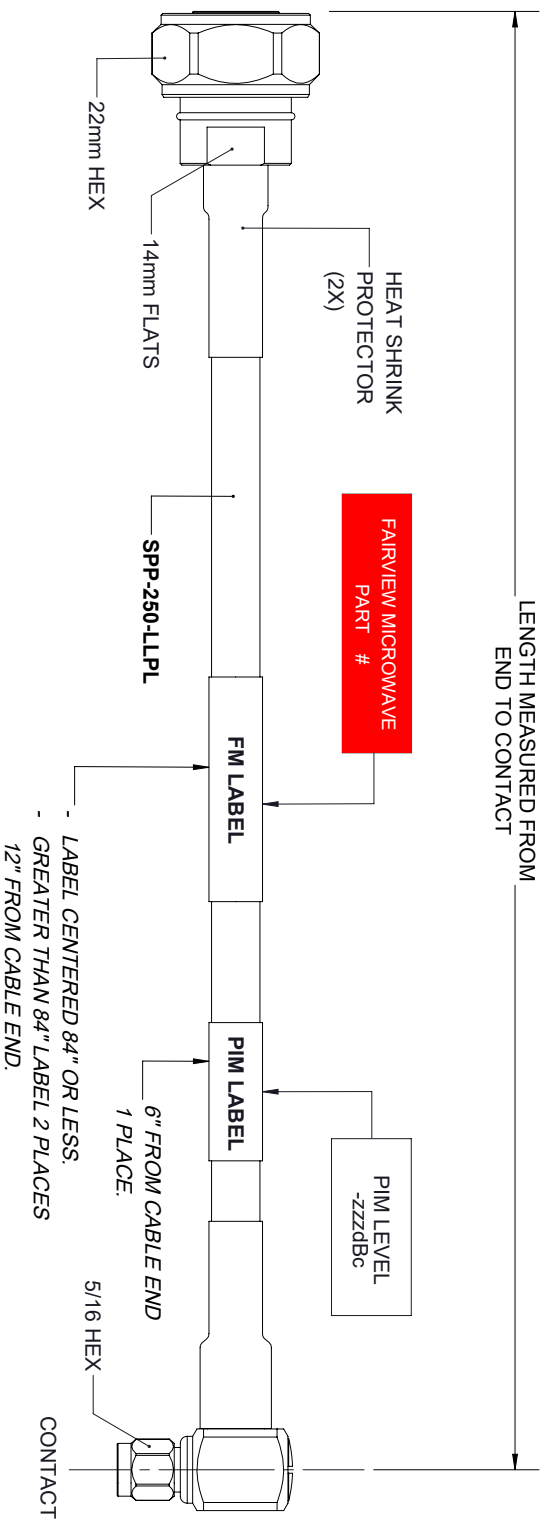 LENGTH MEASURED FROM
END TO CONTACT
HEAT SHRINK
PROTECTOR
(2X)
FAIRVIEW MICROWAVE
PART #
PIM LEVEL
-zzzdBc
22mm HEX
14mm FLATS
SPP-250-LLPL
FM LABEL
PIM LABEL
- LABEL CENTERED 84" OR LESS.
- GREATER THAN 84" LABEL 2 PLACES
12" FROM CABLE END.
6" FROM CABLE END
1 PLACE.
5/16 HEX
CONTACT